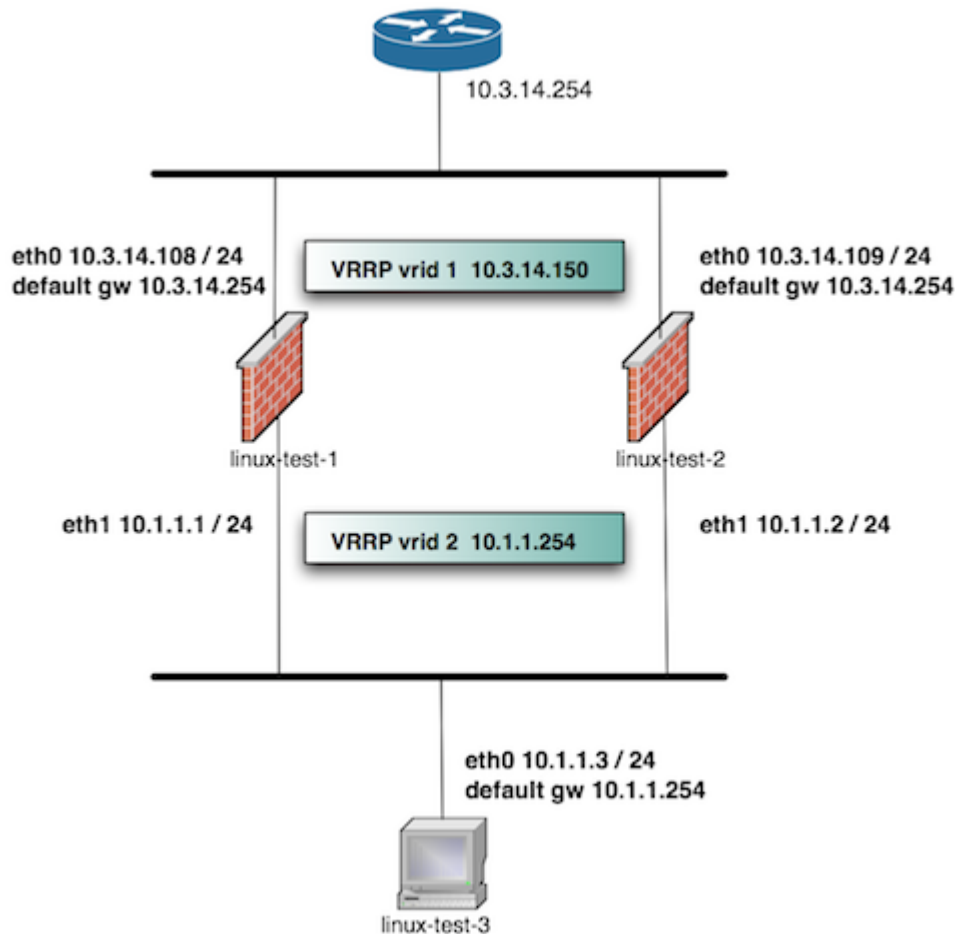 10.3.14.254
eth0 10.3.14.108 / 24
default gw 10.3.14.254
VRRP vrid 1 10.3.14.150
eth0 10.3.14.109 / 24
default gw 10.3.14.254
linux-test-1
linux-test-2
eth1 10.1.1.1 / 24
VRRP vrid 2 10.1.1.254
eth1 10.1.1.2 / 24
eth0 10.1.1.3 / 24
default gw 10.1.1.254
linux-test-3